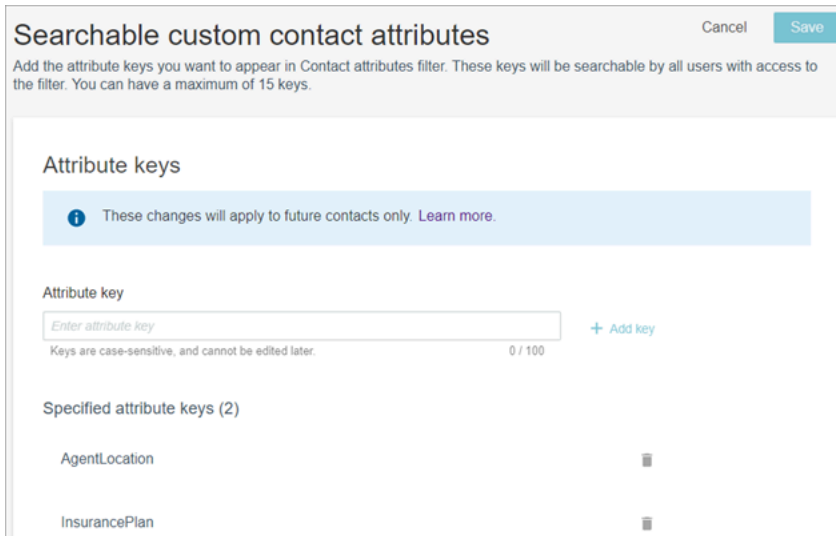 Searchable custom contact attributes
Cancel
Save
Add the attribute keys you want to appear in Contact attributes filter. These keys will be searchable by all users with access to
the filter. You can have a maximum of 15 keys.
Attribute keys
These changes will apply to future contacts only. Learn more.
Attribute key
Enter attribute key
+ Add key
Keys are case-sensitive, and cannot be edited later.
0 / 100
Specified attribute keys (2)
AgentLocation
InsurancePlan